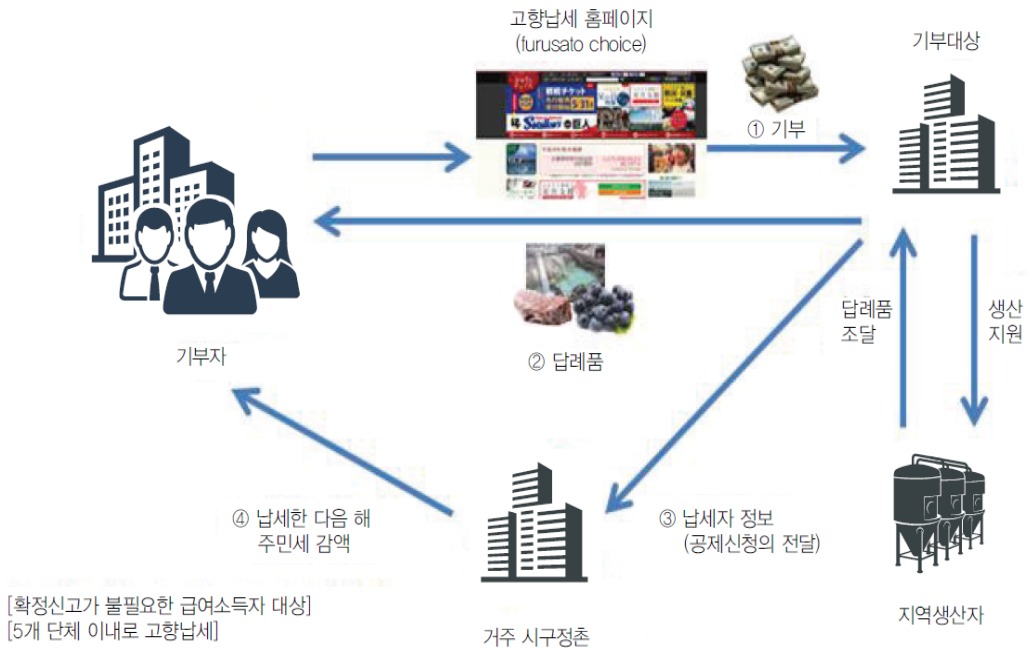 고향납세 홈페이지
(furusato choice)
기부대상
① 기부
기부자
② 답례품
답례품
조달
생산
지원
④ 납세한 다음 해
주민세 감액
③ 납세자 정보
(공제신청의 전달)
[확정신고가 불필요한 급여소득자 대상]
[5개 단체 이내로 고향납세]
거주 시구정촌
지역생산자